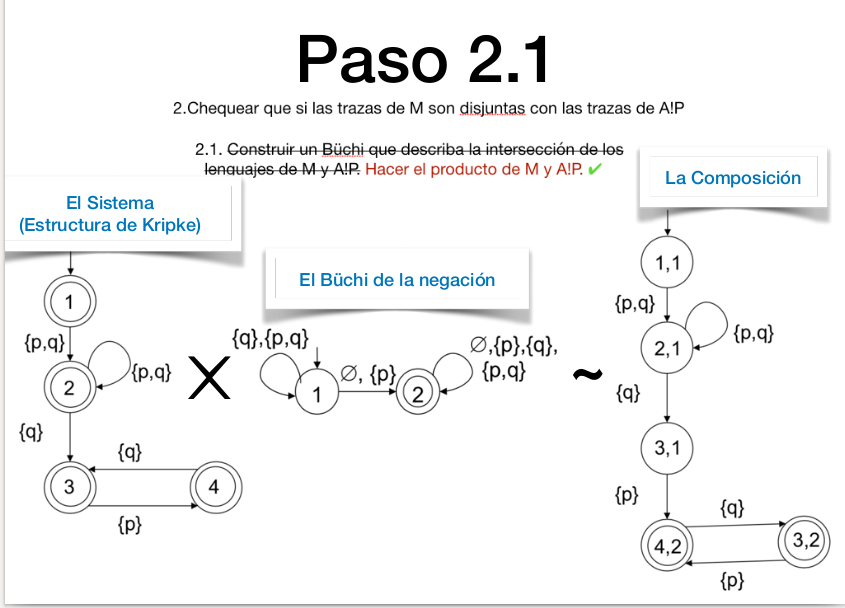 Paso 2.1
2.Chequear que si las trazas de M son disjuntas con las trazas de A!P
2.1. Construir un Büchi que describa la intersección de los
lenguajes de M y A!P. Hacer el producto de M y A!P. ✔
El Sistema
(Estructura de Kripke)
El Büchi de la negación
La Composición
1
{p,q}
2
{p,q}
{q}
3
{q}
4
{p}
X
{q},{p,q}
1
∅, {p}
2
∅,{p},{q},
{p,q}
~
1,1
{p,q}
2,1
{p,q}
{q}
3,1
{p}
4,2
{q}
3,2
{p}